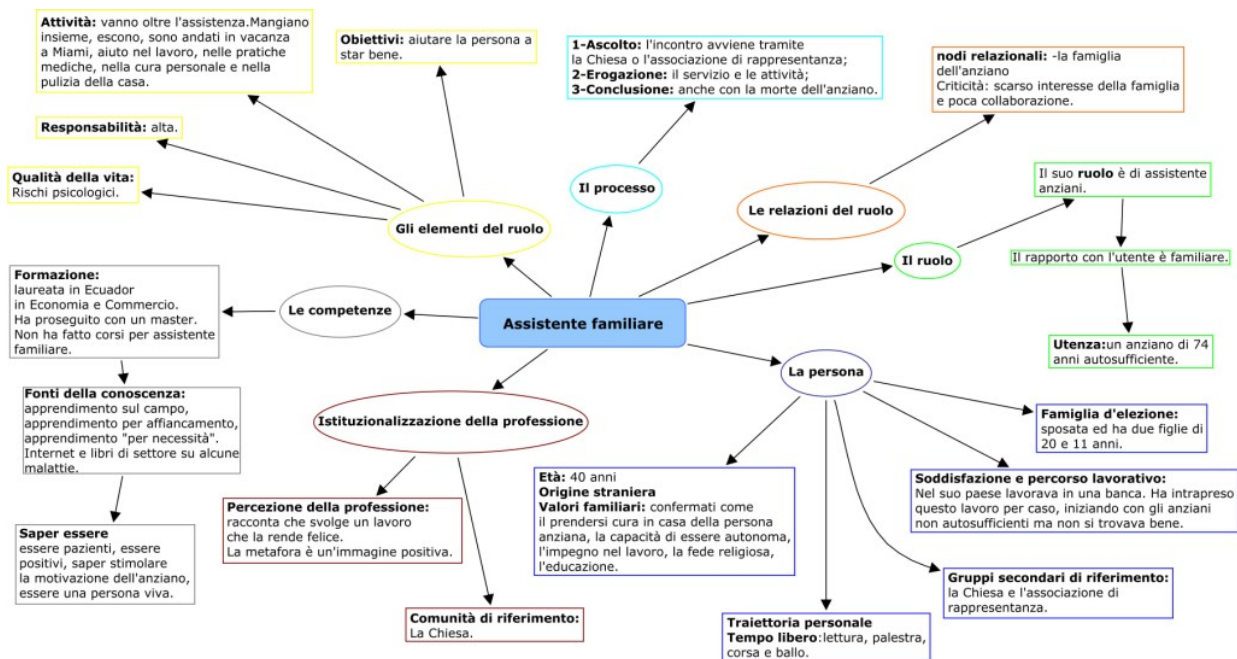 Attività: vanno oltre l'assistenza.Mangiano
insieme, escono, sono andati in vacanza
a Miami, aiuto nel lavoro, nelle pratiche
mediche, nella cura personale e nella
pulizia della casa.
Obiettivi: aiutare la persona a
star bene.
1-Ascolto: l'incontro avviene tramite
la Chiesa o l'associazione di rappresentanza;
2-Erogazione: il servizio e le attività;
3-Conclusione: anche con la morte dell'anziano.
nodi relazionali: -la famiglia
dell'anziano
Criticità: scarso interesse della famiglia
e poca collaborazione.
Responsabilità: alta.
Qualità della vita:
Rischi psicologici.
Gli elementi del ruolo
Il processo
Le relazioni del ruolo
Il ruolo
Il suo ruolo è di assistente
anziani.
Il rapporto con l'utente è familiare.
Utenza:un anziano di 74
anni autosufficiente.
Formazione:
laureata in Ecuador
in Economia e Commercio.
Ha proseguito con un master.
Non ha fatto corsi per assistente
familiare.
Le competenze
Assistente familiare
La persona
Fonti della conoscenza:
apprendimento sul campo,
apprendimento per affiancamento,
apprendimento "per necessità".
Internet e libri di settore su alcune
malattie.
Istituzionalizzazione della professione
Famiglia d'elezione:
sposata ed ha due figlie di
20 e 11 anni.
Soddisfazione e percorso lavorativo:
Nel suo paese lavorava in una banca. Ha intrapreso
questo lavoro per caso, iniziando con gli anziani
non autosufficienti ma non si trovava bene.
Età: 40 anni
Origine straniera
Valori familiari: confermati come
il prendersi cura in casa della persona
anziana, la capacità di essere autonoma,
l'impegno nel lavoro, la fede religiosa,
l'educazione.
Percezione della professione:
racconta che svolge un lavoro
che la rende felice.
La metafora è un'immagine positiva.
Saper essere
essere pazienti, essere
positivi, saper stimolare
la motivazione dell'anziano,
essere una persona viva.
Gruppi secondari di riferimento:
la Chiesa e l'associazione di
rappresentanza.
Comunità di riferimento:
La Chiesa.
Traiettoria personale
Tempo libero:lettura, palestra,
corsa e ballo.